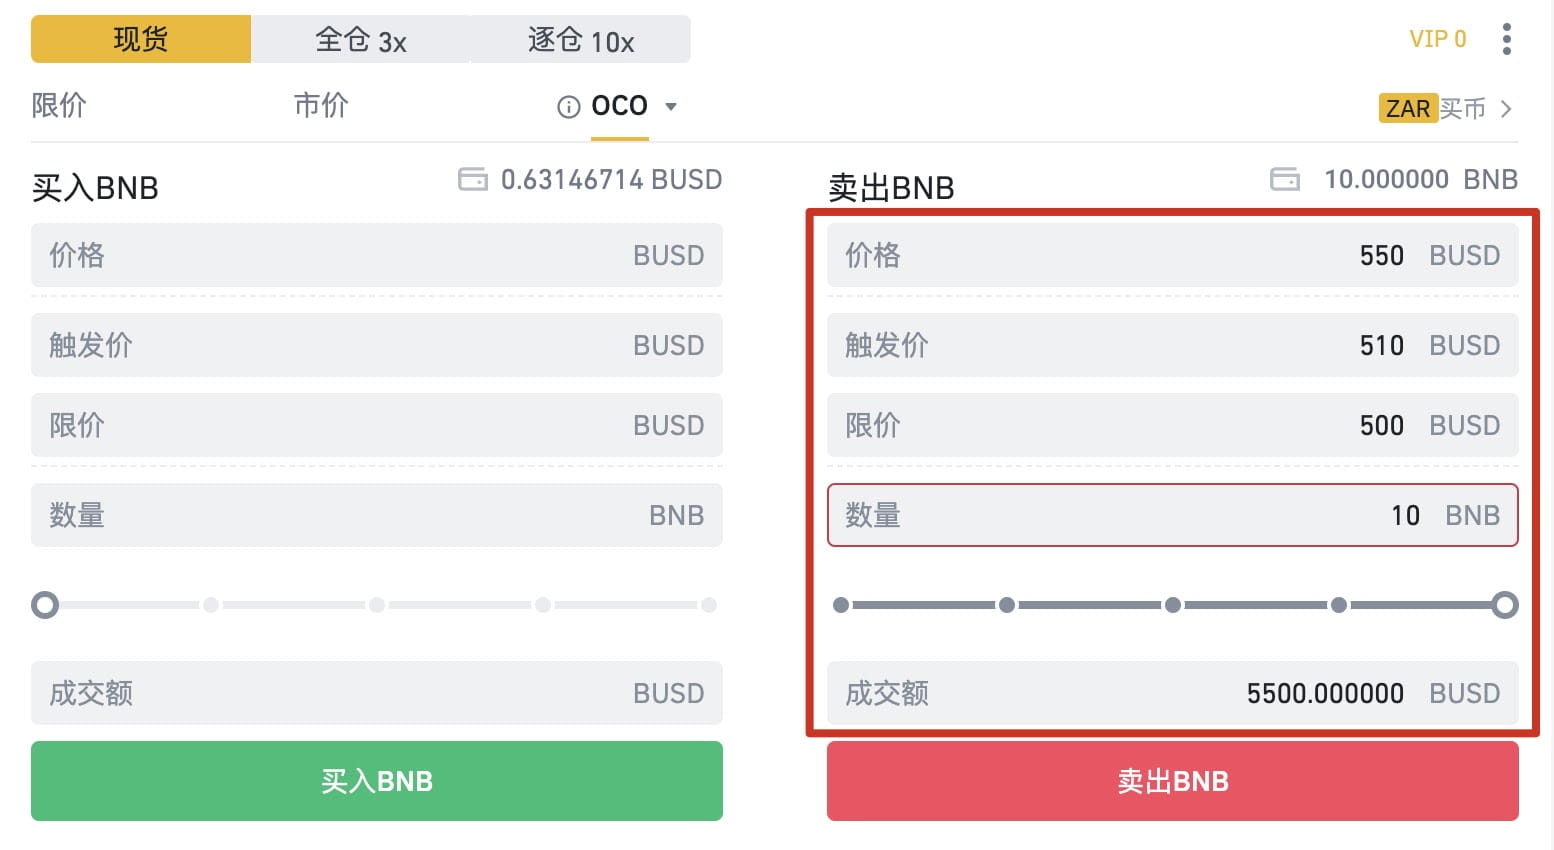 现货 全仓 3x 逐仓 10x VIP 0
限价 市价 OCO ZAR 买币
买入BNB 0.63146714 BUSD
价格 BUSD
触发价 BUSD
限价 BUSD
数量 BNB
成交额 BUSD
买入BNB
卖出BNB 10.000000 BNB
价格 550 BUSD
触发价 510 BUSD
限价 500 BUSD
数量 10 BNB
成交额 5500.000000 BUSD
卖出BNB